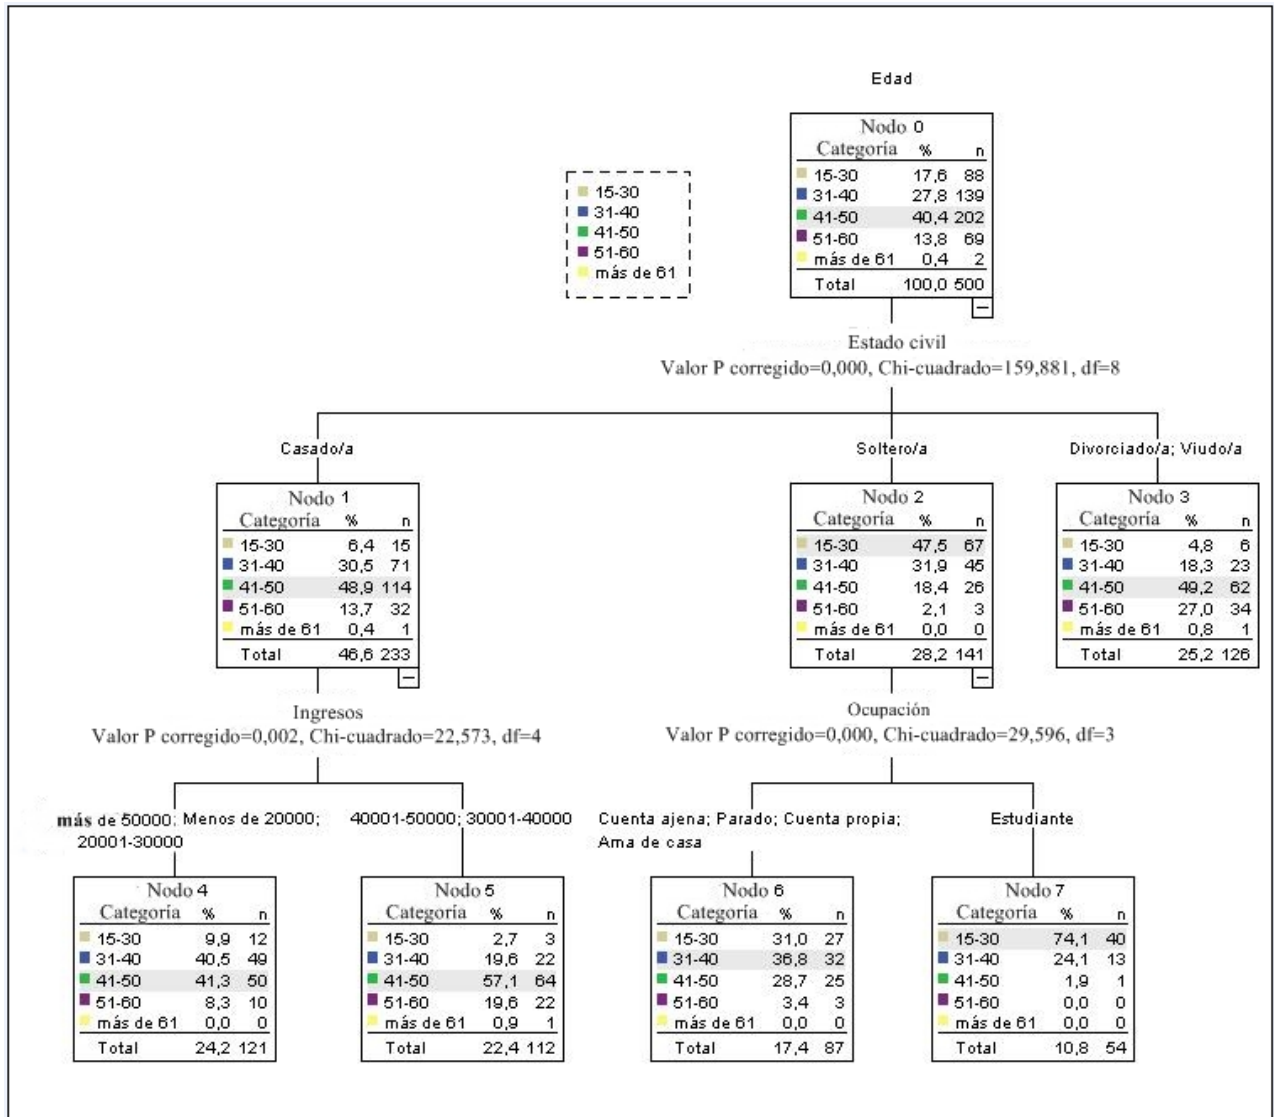 Edad
Nodo 0
Categoría % n
15-30 17,6 88
31-40 27,8 139
41-50 40,4 202
51-60 13,8 69
más de 61 0,4 2
Total 100,0 500
15-30
31-40
41-50
51-60
más de 61
Estado civil
Valor P corregido=0,000, Chi-cuadrado=159,881, df=8
Casado/a
Soltero/a
Divorciado/a; Viudo/a
Nodo 1
Categoría % n
15-30 6,4 15
31-40 30,5 71
41-50 48,9 114
51-60 13,7 32
más de 61 0,4 1
Total 46,6 233
Nodo 2
Categoría % n
15-30 47,5 67
31-40 31,9 45
41-50 18,4 26
51-60 2,1 3
más de 61 0,0 0
Total 28,2 141
Nodo 3
Categoría % n
15-30 4,8 6
31-40 18,3 23
41-50 49,2 62
51-60 27,0 34
más de 61 0,8 1
Total 25,2 126
Ingresos
Valor P corregido=0,002, Chi-cuadrado=22,573, df=4
Ocupación
Valor P corregido=0,000, Chi-cuadrado=29,596, df=3
más de 50000; Menos de 20000;
20001-30000
40001-50000; 30001-40000
Cuenta ajena; Parado; Cuenta propia;
Ama de casa
Estudiante
Nodo 4
Categoría % n
15-30 9,9 12
31-40 40,5 49
41-50 41,3 50
51-60 8,3 10
más de 61 0,0 0
Total 24,2 121
Nodo 5
Categoría % n
15-30 2,7 3
31-40 19,6 22
41-50 57,1 64
51-60 19,6 22
más de 61 0,9 1
Total 22,4 112
Nodo 6
Categoría % n
15-30 31,0 27
31-40 36,8 32
41-50 28,7 25
51-60 3,4 3
más de 61 0,0 0
Total 17,4 87
Nodo 7
Categoría % n
15-30 74,1 40
31-40 24,1 13
41-50 1,9 1
51-60 0,0 0
más de 61 0,0 0
Total 10,8 54